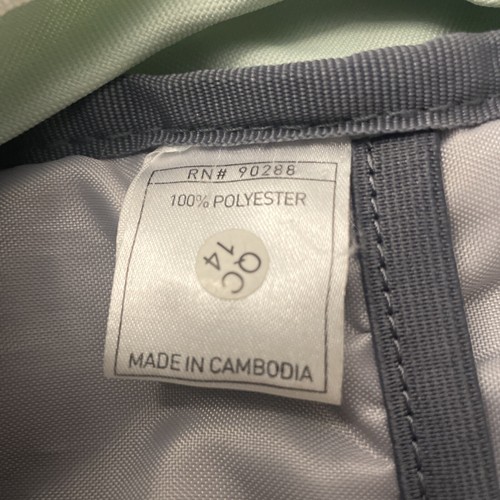 RN# 90288
100% POLYESTER
QC
14
MADE IN CAMBODIA